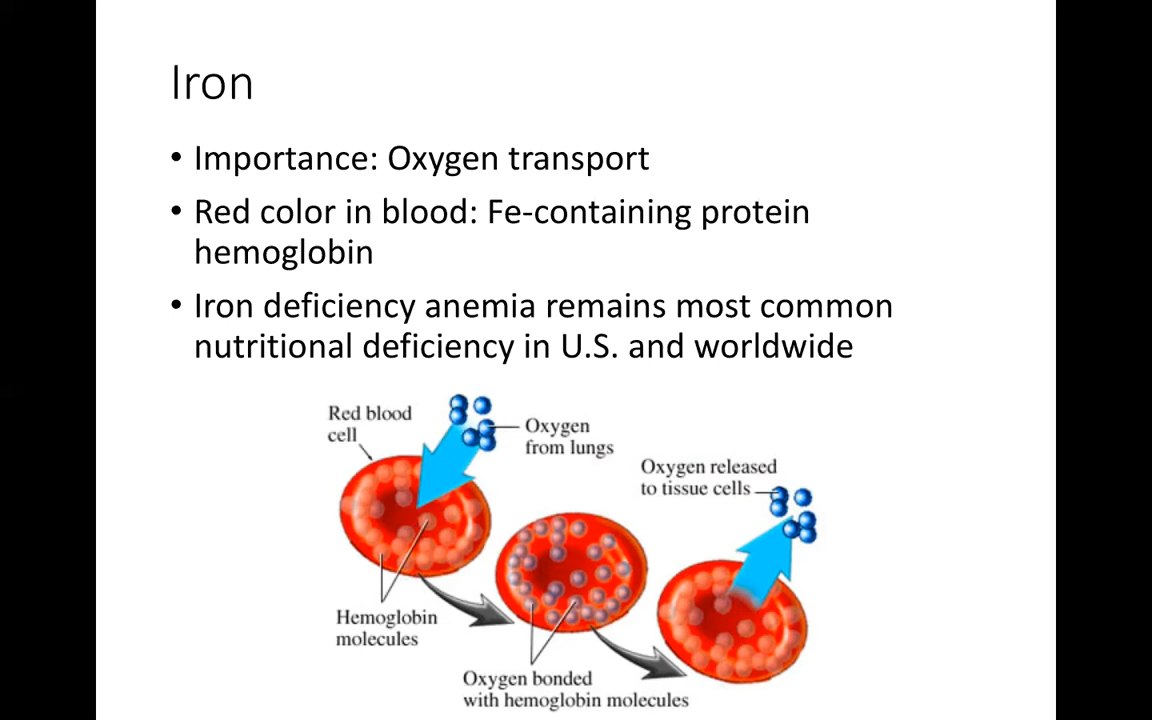 Iron
• Importance: Oxygen transport
• Red color in blood: Fe-containing protein
hemoglobin
• Iron deficiency anemia remains most common
nutritional deficiency in U.S. and worldwide
Red blood
cell
Oxygen
from lungs
Oxygen released
to tissue cells
Hemoglobin
molecules
Oxygen bonded
with hemoglobin molecules